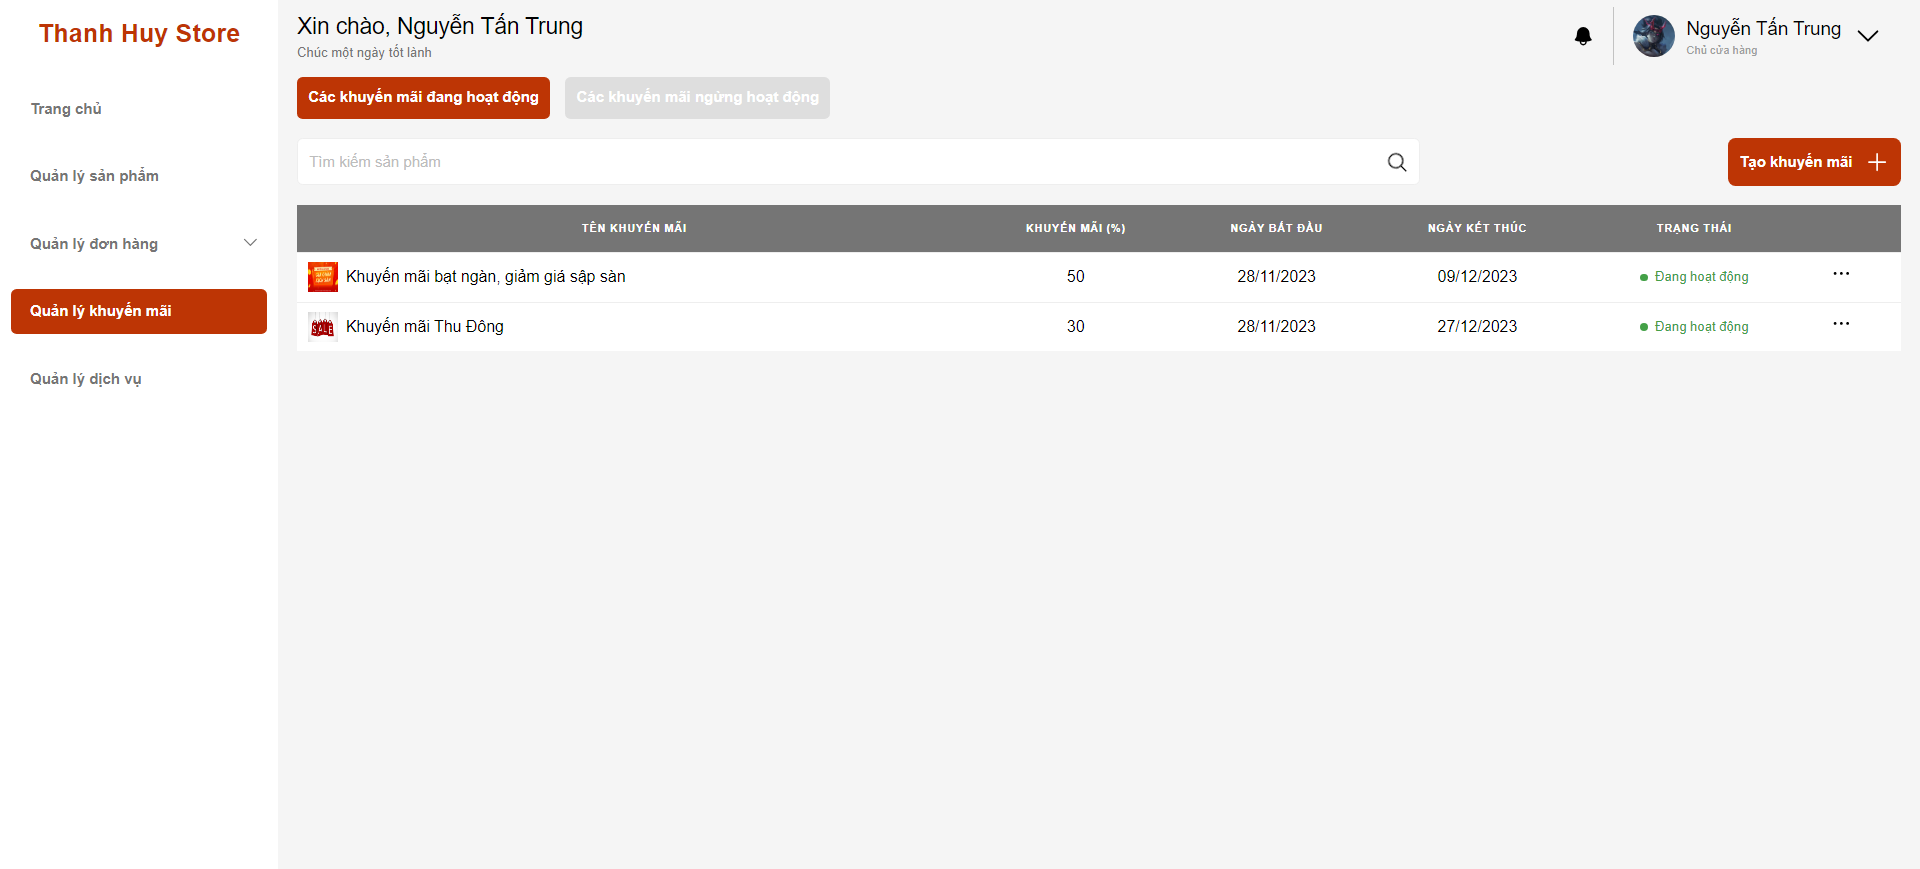 Thanh Huy Store
Xin chào, Nguyễn Tấn Trung
Chúc một ngày tốt lành
Nguyễn Tấn Trung
Chủ cửa hàng
Trang chủ
Quản lý sản phẩm
Quản lý đơn hàng
Quản lý khuyến mãi
Quản lý dịch vụ
Các khuyến mãi đang hoạt động
Các khuyến mãi ngừng hoạt động
Tìm kiếm sản phẩm
Tạo khuyến mãi
TÊN KHUYẾN MÃI KHUYẾN MÃI (%) NGÀY BẮT ĐẦU NGÀY KẾT THÚC TRẠNG THÁI
Khuyến mãi bạt ngàn, giảm giá sập sàn 50 28/11/2023 09/12/2023 Đang hoạt động
SALE
Khuyến mãi Thu Đông 30 28/11/2023 27/12/2023 Đang hoạt động